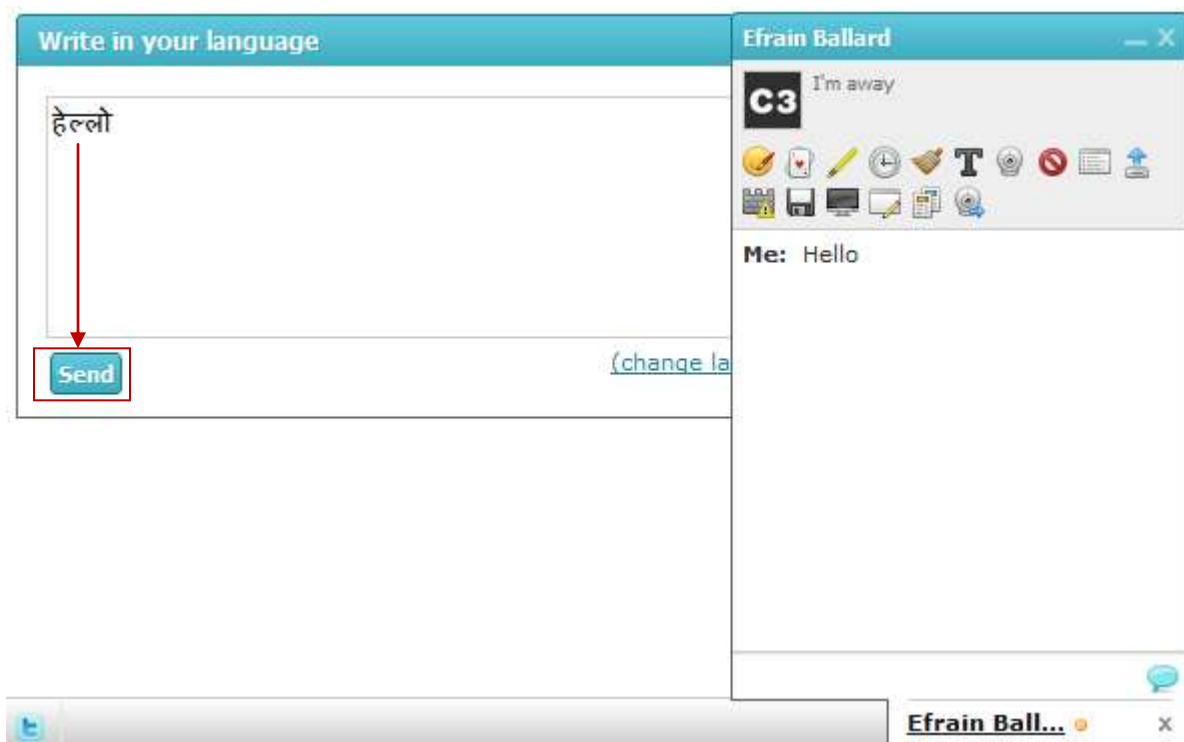 Write in your language
हेल्लो
Send
(change la
Efrain Ballard
C3
I'm away
Me: Hello
Efrain Ball...